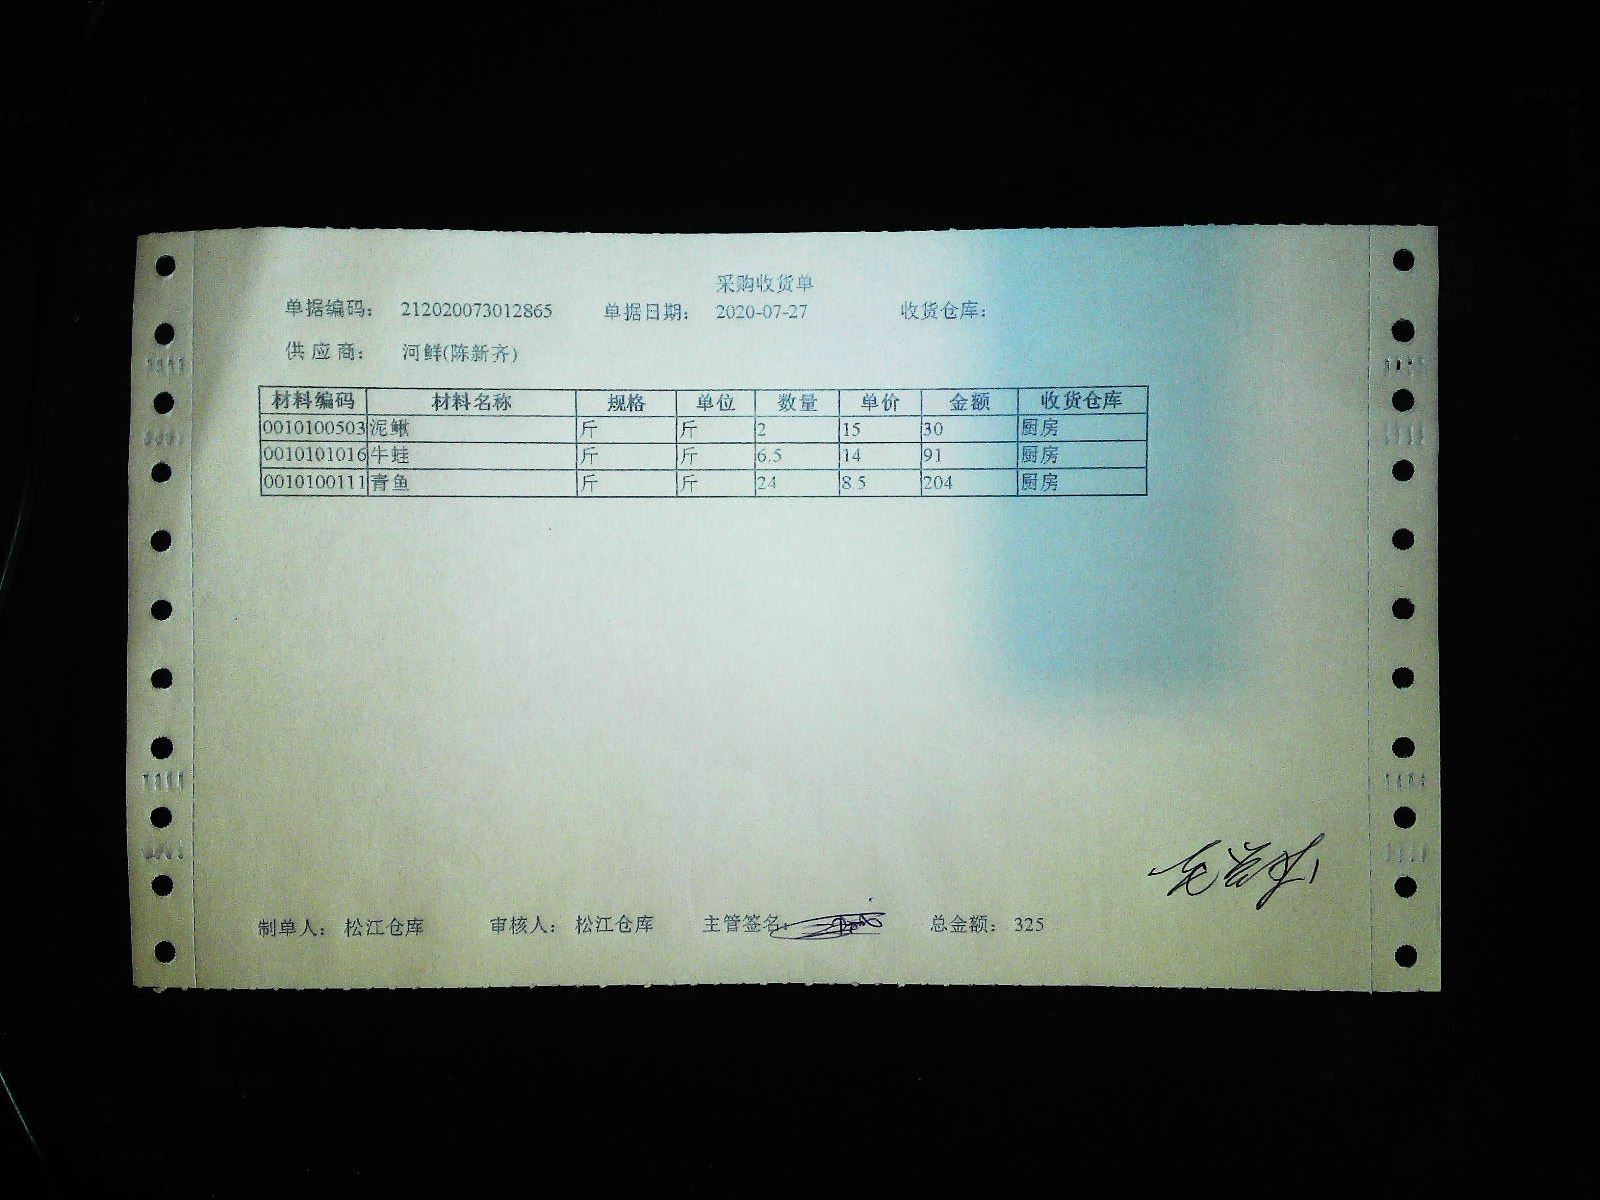 采购收货单
单据编码： 212020073012865 单据日期： 2020-07-27 收货仓库：
供 应 商： 河鲜(陈新齐)
材料编码 材料名称 规格 单位 数量 单价 金额 收货仓库
0010100503 泥鳅 斤 斤 2 15 30 厨房
0010101016 牛蛙 斤 斤 6.5 14 91 厨房
0010100111 青鱼 斤 斤 24 8.5 204 厨房
制单人： 松江仓库 审核人： 松江仓库 主管签名： 总金额： 325